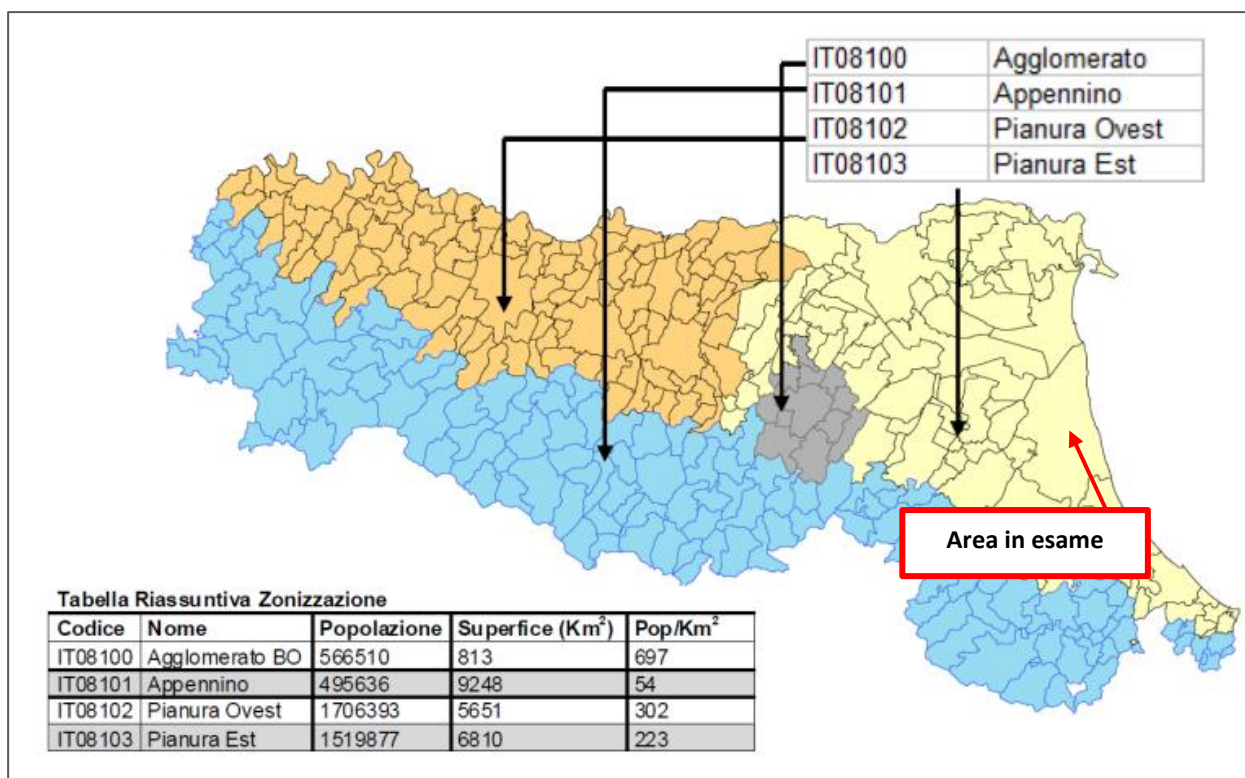 IT08100 Agglomerato
IT08101 Appennino
IT08102 Pianura Ovest
IT08103 Pianura Est
Area in esame
Tabella Riassuntiva Zonizzazione
Codice Nome Popolazione Superfice (Km²) Pop/Km²
IT08100 Agglomerato BO 566510 813 697
IT08101 Appennino 495636 9248 54
IT08102 Pianura Ovest 1706393 5651 302
IT08103 Pianura Est 1519877 6810 223